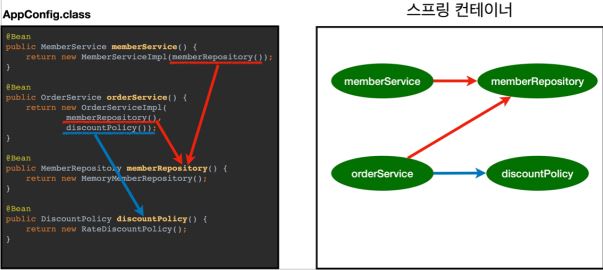 AppConfig.class
@Bean
public MemberService memberService() {
    return new MemberServiceImpl(memberRepository());
}
@Bean
public OrderService orderService() {
    return new OrderServiceImpl(
        memberRepository(),
        discountPolicy());
}
@Bean
public MemberRepository memberRepository() {
    return new MemoryMemberRepository();
}
@Bean
public DiscountPolicy discountPolicy() {
    return new RateDiscountPolicy();
}
스프링 컨테이너
memberService
memberRepository
orderService
discountPolicy